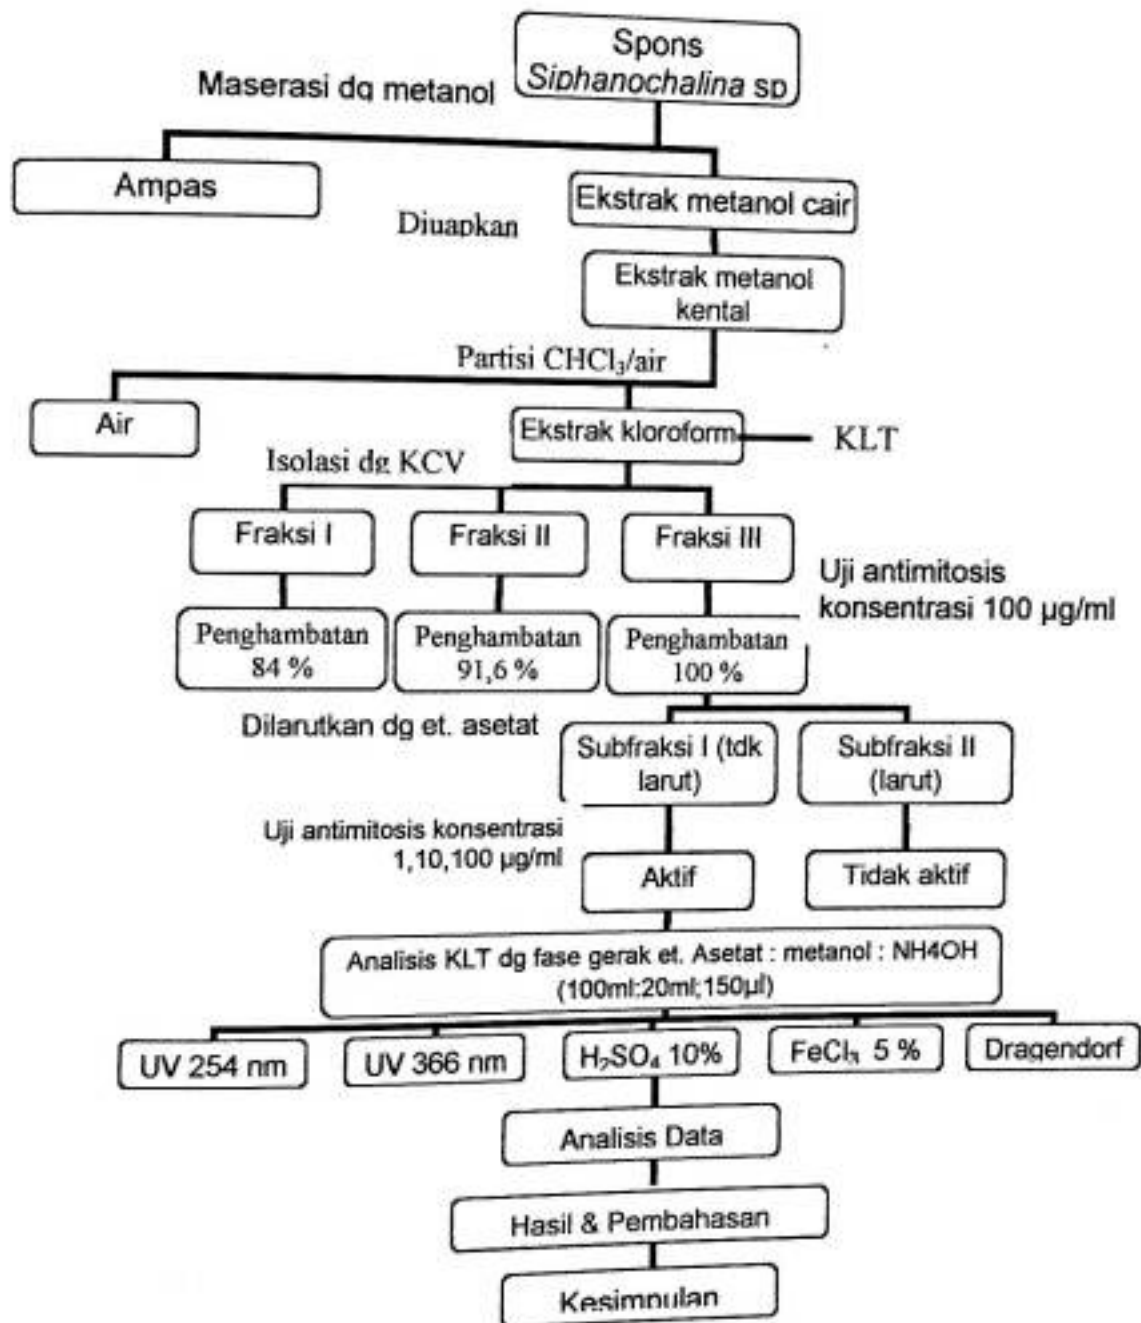 Spons
Siphanochalina sp
Maserasi dg metanol
Ampas
Ekstrak metanol cair
Diuapkan
Ekstrak metanol
kental
Partisi CHCl₃/air
Air
Ekstrak kloroform
KLT
Isolasi dg KCV
Fraksi I
Fraksi II
Fraksi III
Uji antimitosis
konsentrasi 100 µg/ml
Penghambatan
84 %
Penghambatan
91,6 %
Penghambatan
100 %
Dilarutkan dg et. asetat
Subfraksi I (tdk
larut)
Subfraksi II
(larut)
Uji antimitosis konsentrasi
1,10,100 µg/ml
Aktif
Tidak aktif
Analisis KLT dg fase gerak et. Asetat : metanol : NH4OH
(100ml:20ml;150µl)
UV 254 nm
UV 366 nm
H₂SO₄ 10%
FeCl₃ 5 %
Dragendorf
Analisis Data
Hasil & Pembahasan
Kesimpulan